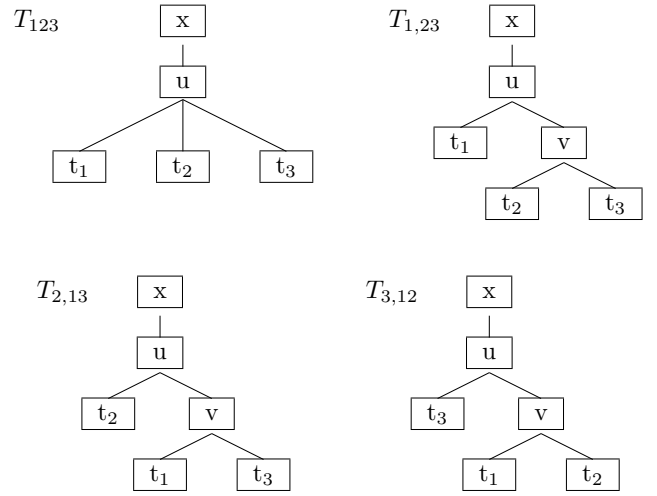 T₁₂₃ x T₁,₂₃ x
u u
t₁ v
t₁ t₂ t₃
t₂ t₃
T₂,₁₃ x T₃,₁₂ x
u u
t₂ v t₃ v
t₁ t₃ t₁ t₂